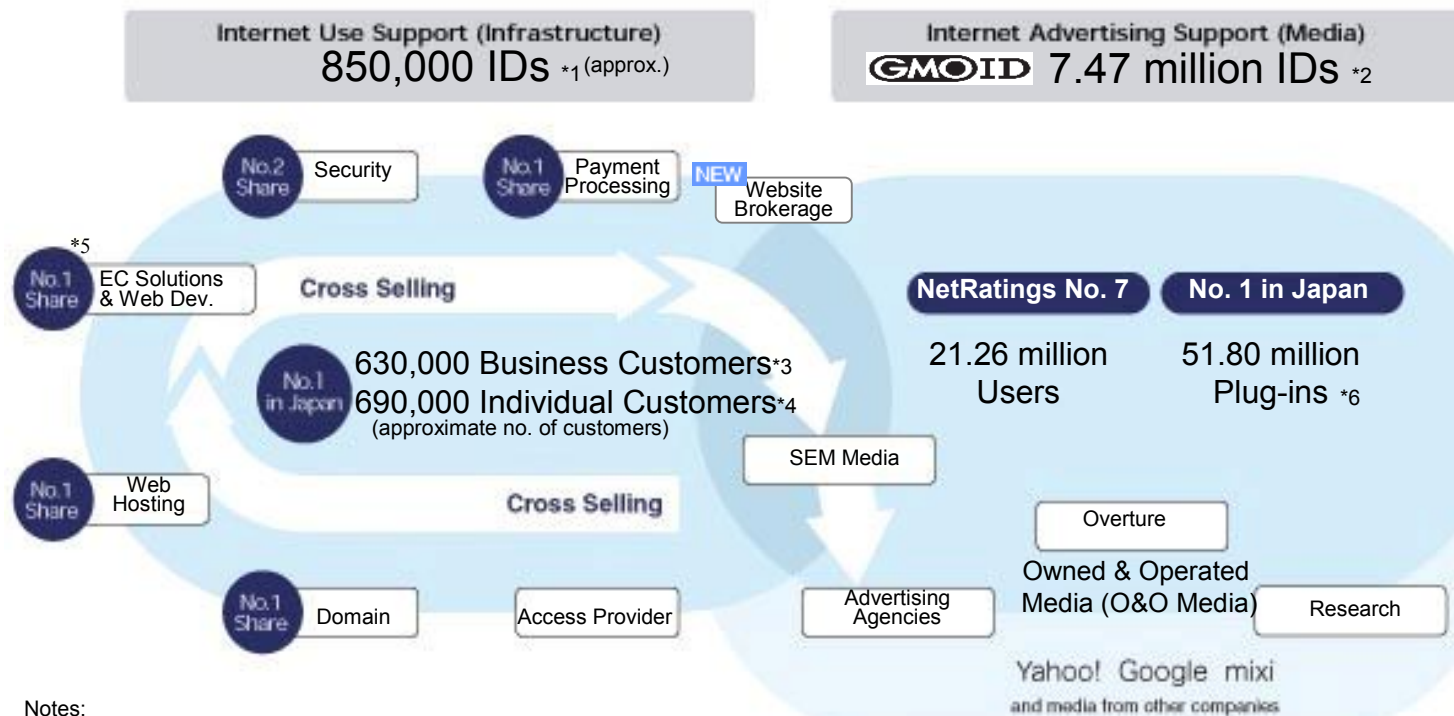 Internet Use Support (Infrastructure)
850,000 IDs *1 (approx.)
Internet Advertising Support (Media)
GMOID 7.47 million IDs *2
No.2
Share
Security
No.1
Share
Payment
Processing
NEW
Website
Brokerage
*5
No.1
Share
EC Solutions
& Web Dev.
Cross Selling
NetRatings No. 7
No. 1 in Japan
No.1
in Japan
630,000 Business Customers*3
690,000 Individual Customers*4
(approximate no. of customers)
21.26 million
Users
51.80 million
Plug-ins *6
SEM Media
No.1
Share
Web
Hosting
Cross Selling
Overture
No.1
Share
Domain
Access Provider
Advertising
Agencies
Owned & Operated
Media (O&O Media)
Research
Yahoo! Google mixi
and media from other companies
Notes: